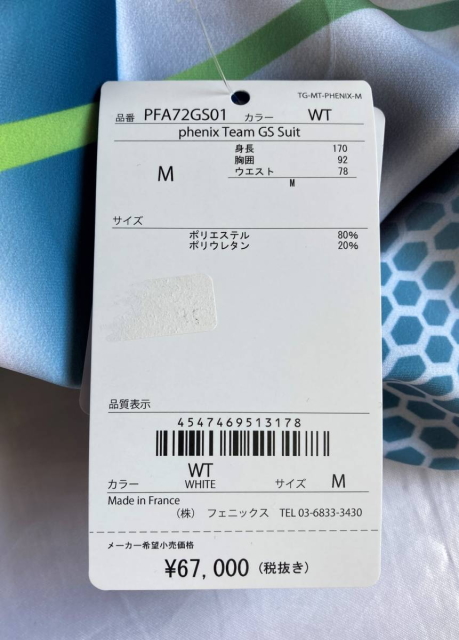 TG-MT-PHENIX-M
品番 PFA72GS01 カラー WT
phenix Team GS Suit
M
身長 170
胸囲 92
ウエスト 78
M
サイズ
ポリエステル 80%
ポリウレタン 20%
品質表示
4547469513178
カラー WT WHITE サイズ M
Made in France
(株) フェニックス TEL 03-6833-3430
メーカー希望小売価格
¥67,000 (税抜き)